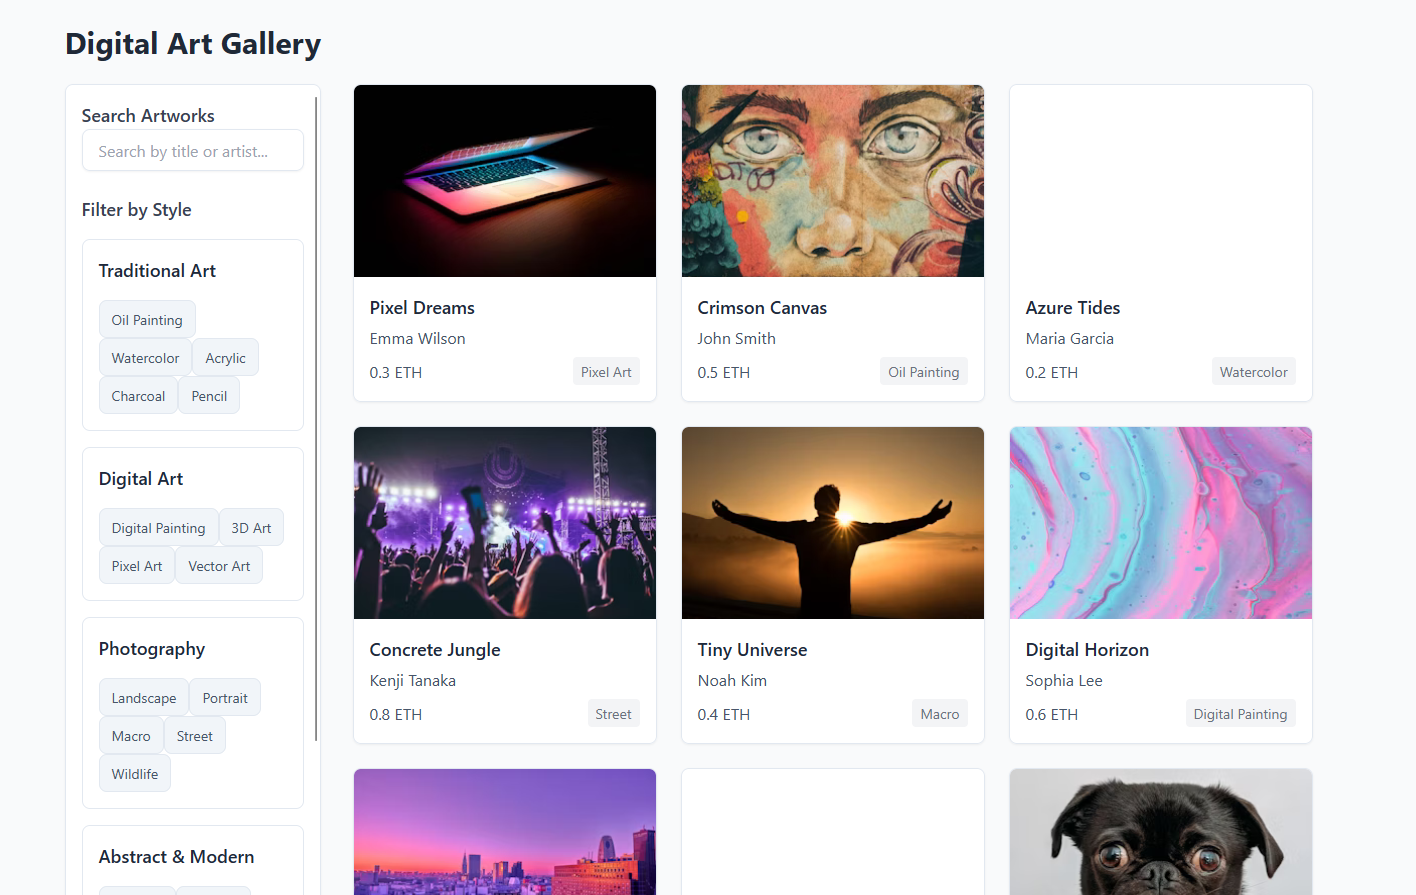 Digital Art Gallery
Search Artworks
Search by title or artist...
Filter by Style
Traditional Art
Oil Painting
Watercolor
Acrylic
Charcoal
Pencil
Digital Art
Digital Painting
3D Art
Pixel Art
Vector Art
Photography
Landscape
Portrait
Macro
Street
Wildlife
Abstract & Modern
Pixel Dreams
Emma Wilson
0.3 ETH
Pixel Art
Crimson Canvas
John Smith
0.5 ETH
Oil Painting
Azure Tides
Maria Garcia
0.2 ETH
Watercolor
Concrete Jungle
Kenji Tanaka
0.8 ETH
Street
Tiny Universe
Noah Kim
0.4 ETH
Macro
Digital Horizon
Sophia Lee
0.6 ETH
Digital Painting